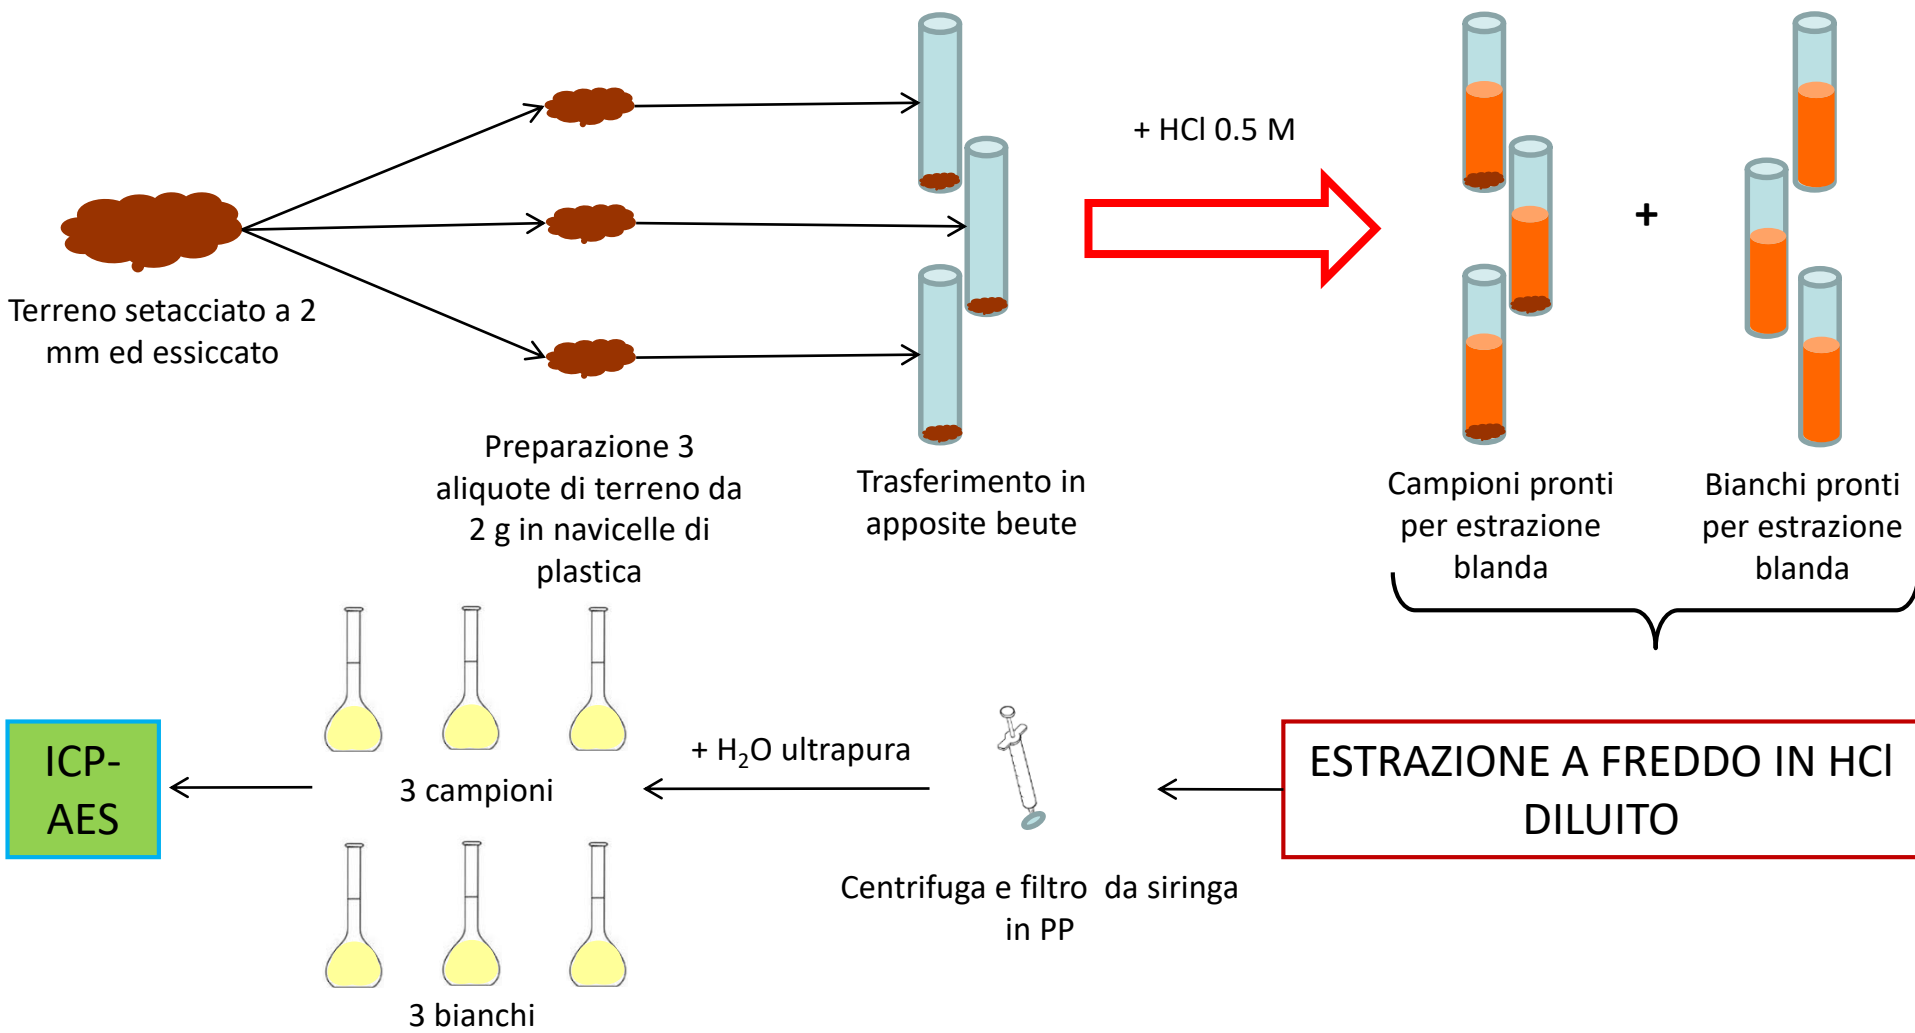 + HCl 0.5 M
+
Terreno setacciato a 2
mm ed essiccato
Preparazione 3
aliquote di terreno da
2 g in navicelle di
plastica
Trasferimento in
apposite beute
Campioni pronti
per estrazione
blanda
Bianchi pronti
per estrazione
blanda
ESTRAZIONE A FREDDO IN HCl
DILUITO
Centrifuga e filtro da siringa
in PP
+ H₂O ultrapura
3 campioni
3 bianchi
ICP-
AES